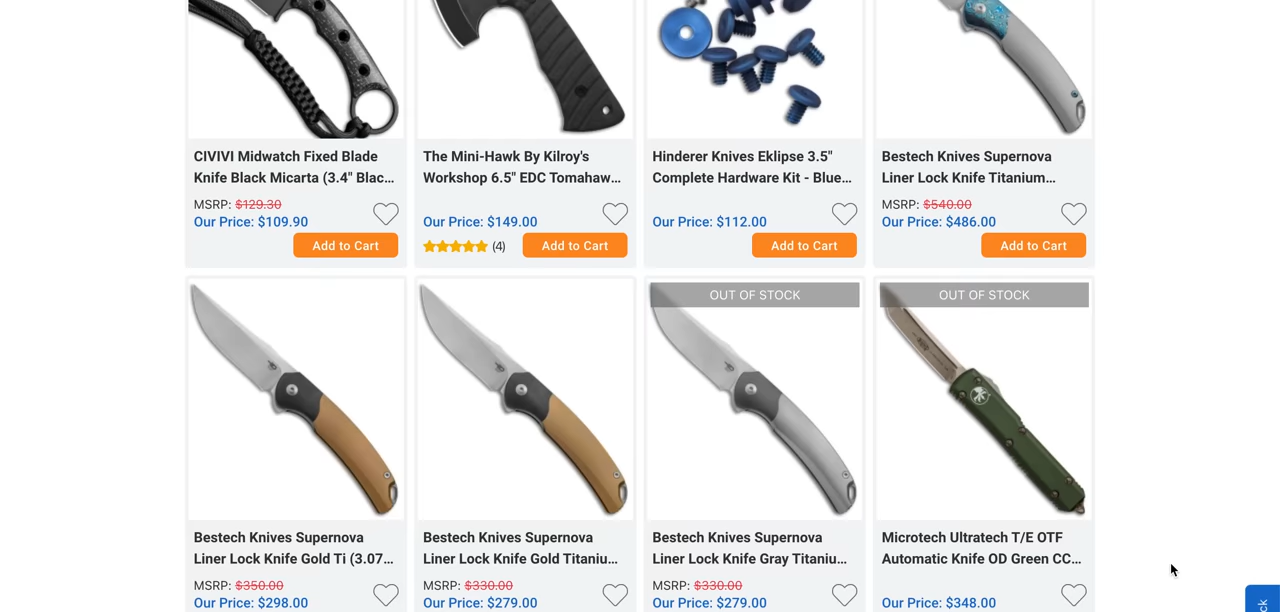 CIVIVI Midwatch Fixed Blade
Knife Black Micarta (3.4" Blac...
MSRP: $129.30
Our Price: $109.90
Add to Cart
The Mini-Hawk By Kilroy's
Workshop 6.5" EDC Tomahaw...
Our Price: $149.00
(4)
Add to Cart
Hinderer Knives Eklipse 3.5"
Complete Hardware Kit - Blue...
Our Price: $112.00
Add to Cart
Bestech Knives Supernova
Liner Lock Knife Titanium...
MSRP: $540.00
Our Price: $486.00
Add to Cart
Bestech Knives Supernova
Liner Lock Knife Gold Ti (3.07...
MSRP: $350.00
Our Price: $298.00
Bestech Knives Supernova
Liner Lock Knife Gold Titaniu...
MSRP: $330.00
Our Price: $279.00
OUT OF STOCK
Bestech Knives Supernova
Liner Lock Knife Gray Titaniu...
MSRP: $330.00
Our Price: $279.00
OUT OF STOCK
Microtech Ultratech T/E OTF
Automatic Knife OD Green CC...
Our Price: $348.00